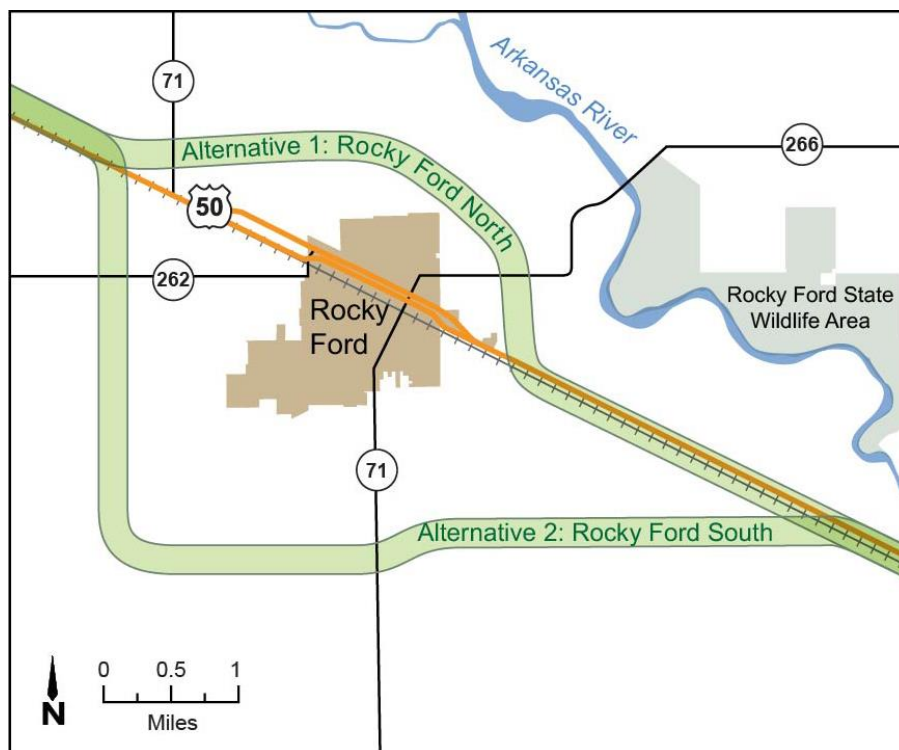 71
Arkansas River
Alternative 1: Rocky Ford North
266
50
262
Rocky
Ford
Rocky Ford State
Wildlife Area
71
Alternative 2: Rocky Ford South
0 0.5 1
Miles
N